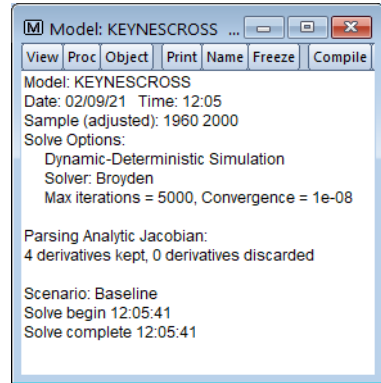 M Model: KEYNESCROSS ...
View Proc Object Print Name Freeze Compile
Model: KEYNESCROSS
Date: 02/09/21 Time: 12:05
Sample (adjusted): 1960 2000
Solve Options:
Dynamic-Deterministic Simulation
Solver: Broyden
Max iterations = 5000, Convergence = 1e-08
Parsing Analytic Jacobian:
4 derivatives kept, 0 derivatives discarded
Scenario: Baseline
Solve begin 12:05:41
Solve complete 12:05:41